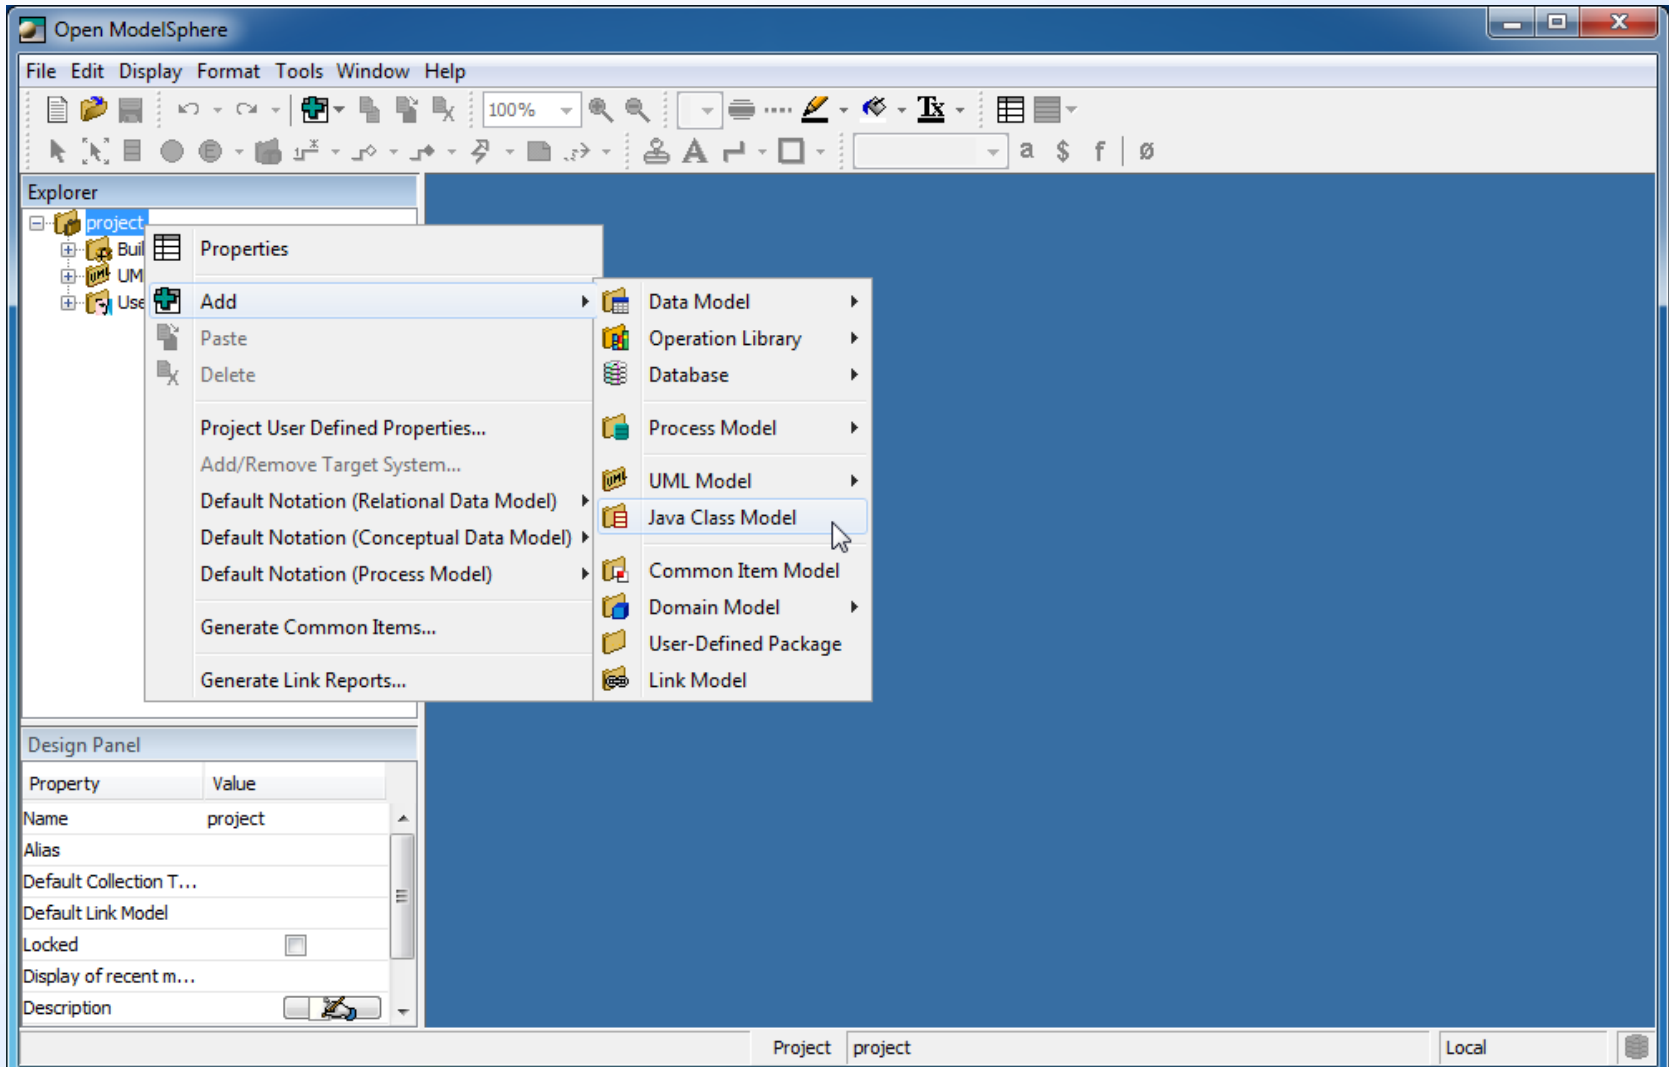 Open ModelSphere
File Edit Display Format Tools Window Help
100%
Tx
a $ f ø
Explorer
project
Buil
UM
Use
Properties
Add
Paste
Delete
Project User Defined Properties...
Add/Remove Target System...
Default Notation (Relational Data Model)
Default Notation (Conceptual Data Model)
Default Notation (Process Model)
Generate Common Items...
Generate Link Reports...
Data Model
Operation Library
Database
Process Model
UML Model
Java Class Model
Common Item Model
Domain Model
User-Defined Package
Link Model
Design Panel
Property Value
Name project
Alias
Default Collection T...
Default Link Model
Locked
Display of recent m...
Description
Project project Local